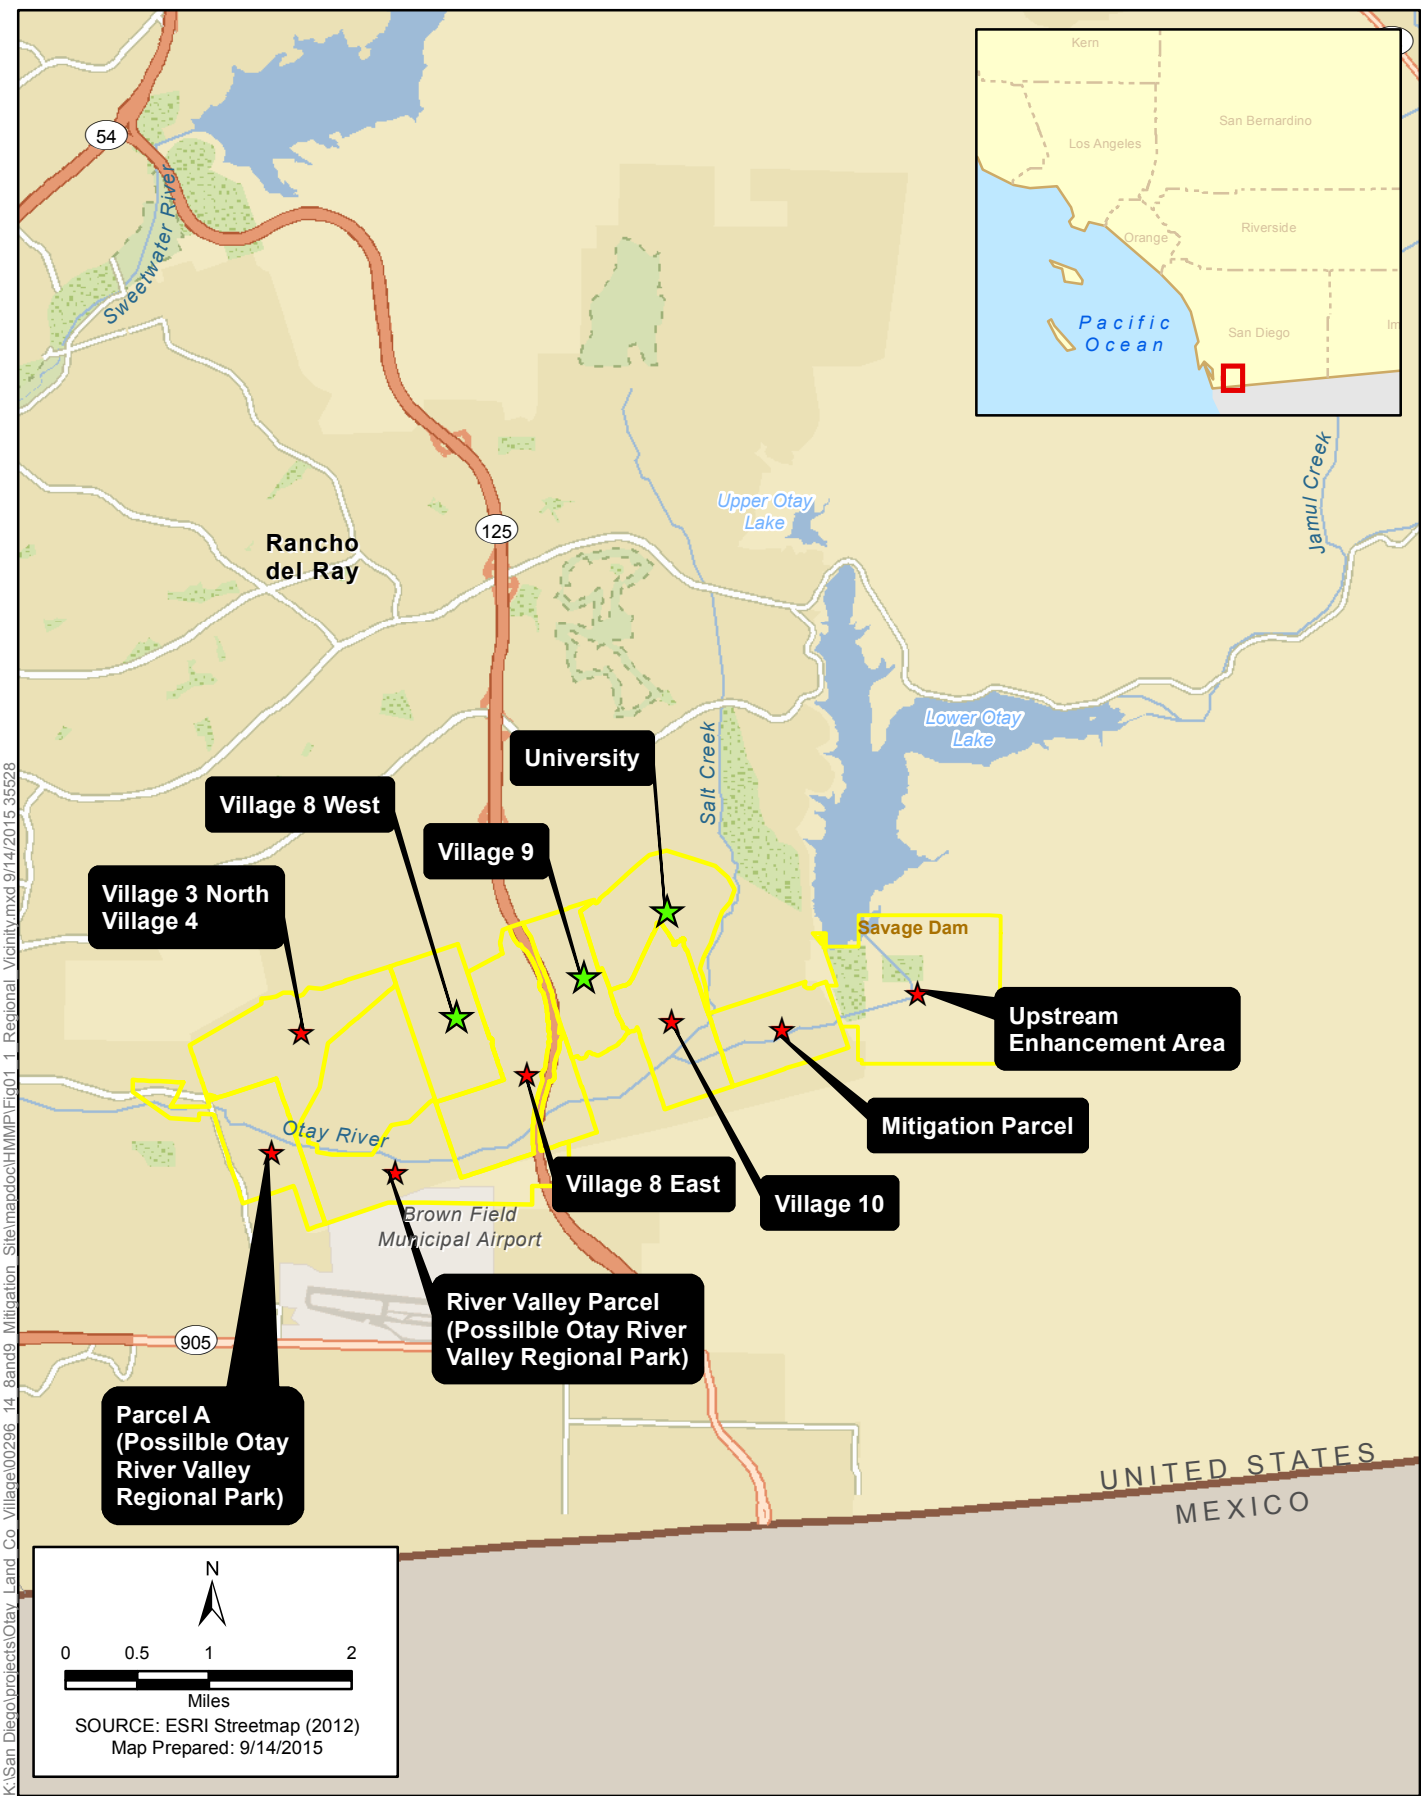 Kern
San Bernardino
Los Angeles
Orange
Riverside
San Diego
Im
Pacific
Ocean
54
Sweetwater River
Jamul Creek
Upper Otay
Lake
125
Rancho
del Ray
Lower Otay
Lake
Salt Creek
University
Village 8 West
Village 9
Village 3 North
Village 4
Savage Dam
Upstream
Enhancement Area
Mitigation Parcel
Otay River
Village 8 East
Village 10
Brown Field
Municipal Airport
River Valley Parcel
(Possilble Otay River
Valley Regional Park)
905
Parcel A
(Possilble Otay
River Valley
Regional Park)
UNITED STATES
MEXICO
N
0 0.5 1 2
Miles
SOURCE: ESRI Streetmap (2012)
Map Prepared: 9/14/2015
K:\San Diego\projects\Otay_Land_Co_Village\00296_14_8and9_Mitigation_Site\mapdoc\HMMP\Fig01_1_Regional_Vicinity.mxd 9/14/2015 35528